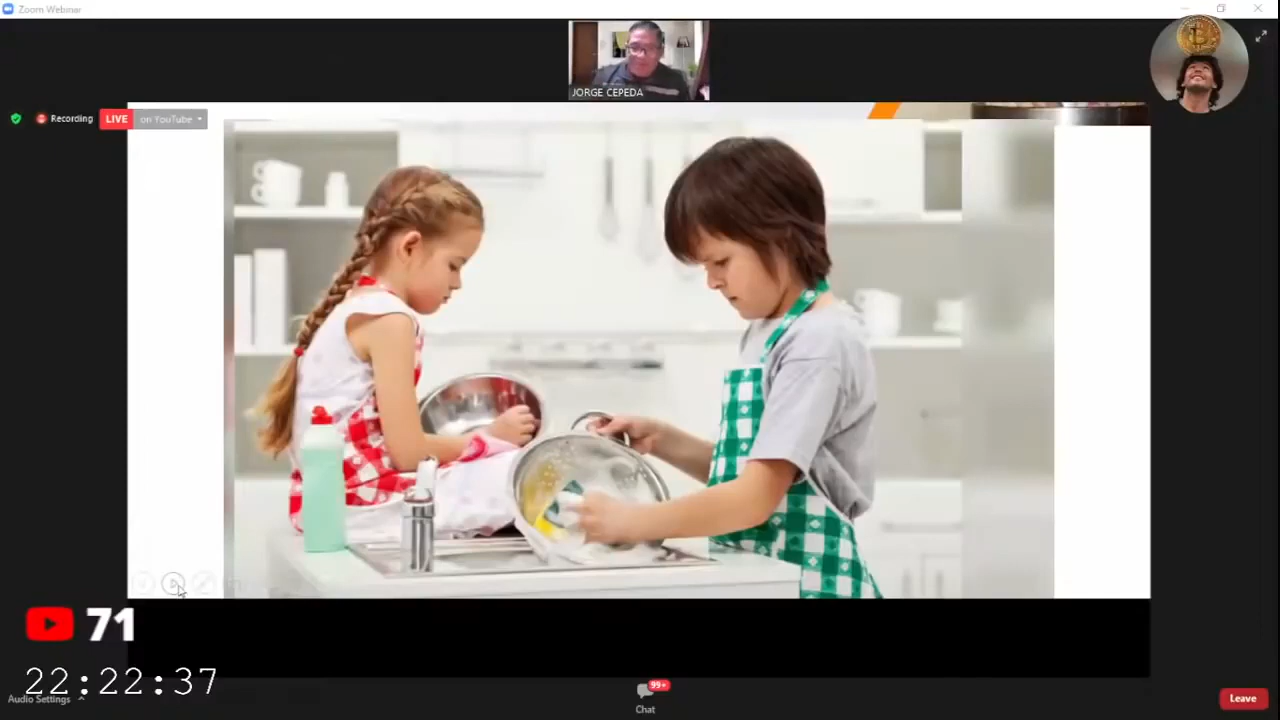 Zoom Webinar
JORGE CEPEDA
Recording
LIVE on YouTube
71
22:22:37
Audio Settings
99+
Chat
Leave